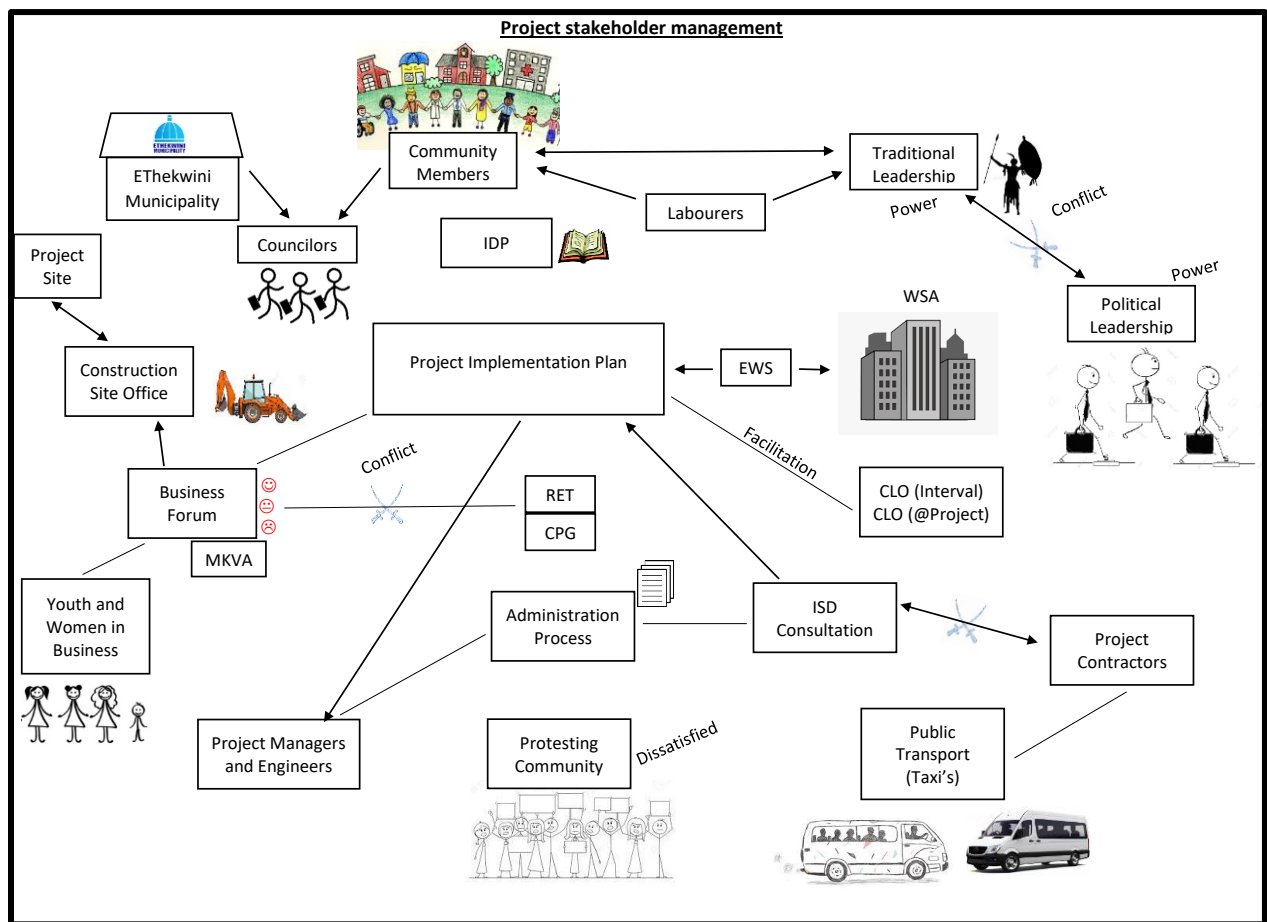 Project stakeholder management
ETHEKWINI
MUNICIPALITY
EThekwini
Municipality
Community
Members
Traditional
Leadership
Labourers
Power
Conflict
Councilors
IDP
Project
Site
Power
Political
Leadership
WSA
Construction
Site Office
Project Implementation Plan
EWS
Facilitation
Conflict
Business
Forum
MKVA
RET
CPG
CLO (Interval)
CLO (@Project)
Youth and
Women in
Business
Administration
Process
ISD
Consultation
Project
Contractors
Project Managers
and Engineers
Protesting
Community
Dissatisfied
Public
Transport
(Taxi's)